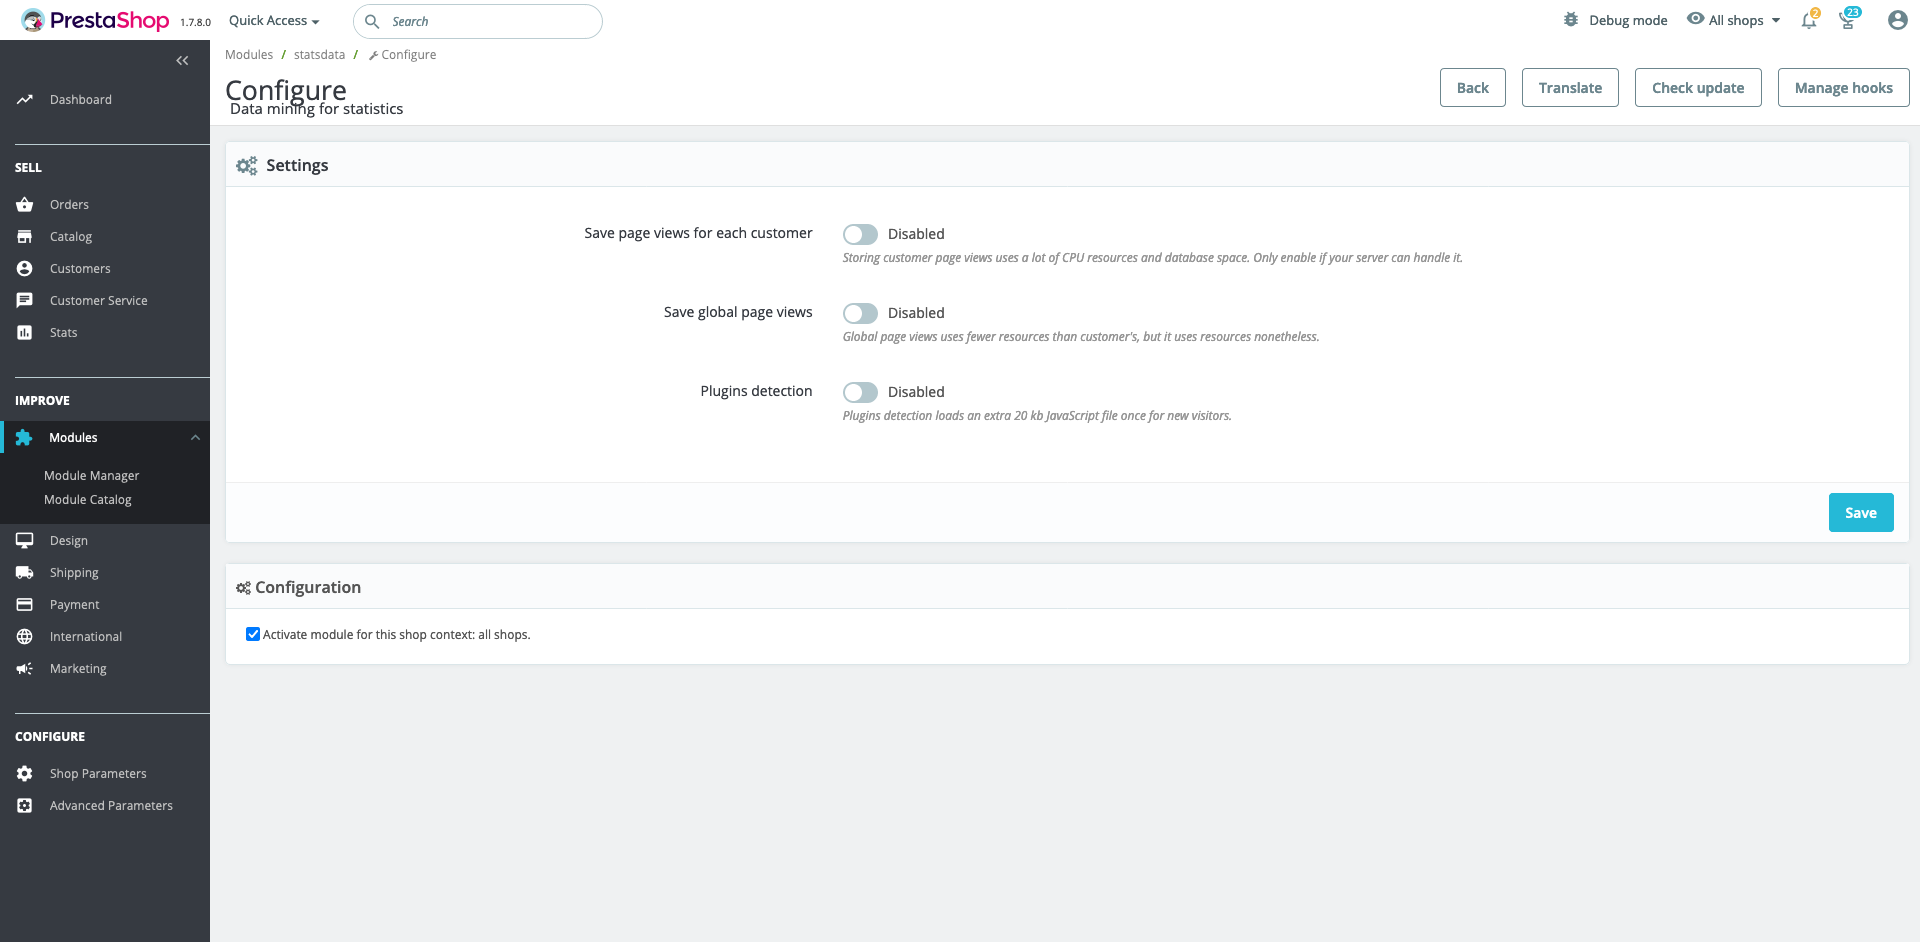 PrestaShop 1.7.8.0 Quick Access Search Debug mode All shops 2 23
Modules / statsdata / Configure
Configure
Data mining for statistics
Back Translate Check update Manage hooks
Dashboard
SELL
Orders
Catalog
Customers
Customer Service
Stats
IMPROVE
Modules
Module Manager
Module Catalog
Design
Shipping
Payment
International
Marketing
CONFIGURE
Shop Parameters
Advanced Parameters
Settings
Save page views for each customer Disabled
Storing customer page views uses a lot of CPU resources and database space. Only enable if your server can handle it.
Save global page views Disabled
Global page views uses fewer resources than customer's, but it uses resources nonetheless.
Plugins detection Disabled
Plugins detection loads an extra 20 kb JavaScript file once for new visitors.
Save
Configuration
Activate module for this shop context: all shops.